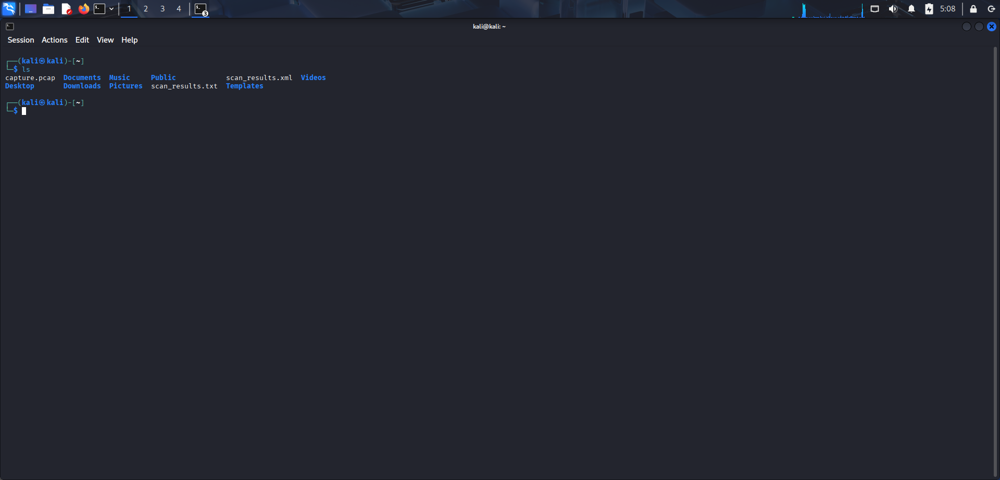 1 2 3 4 3 5:08
kali@kali: ~
Session Actions Edit View Help
┌──(kali㉿kali)-[~]
└─$ ls
capture.pcap  Documents  Music     Public            scan_results.xml  Videos
Desktop       Downloads  Pictures  scan_results.txt  Templates
┌──(kali㉿kali)-[~]
└─$